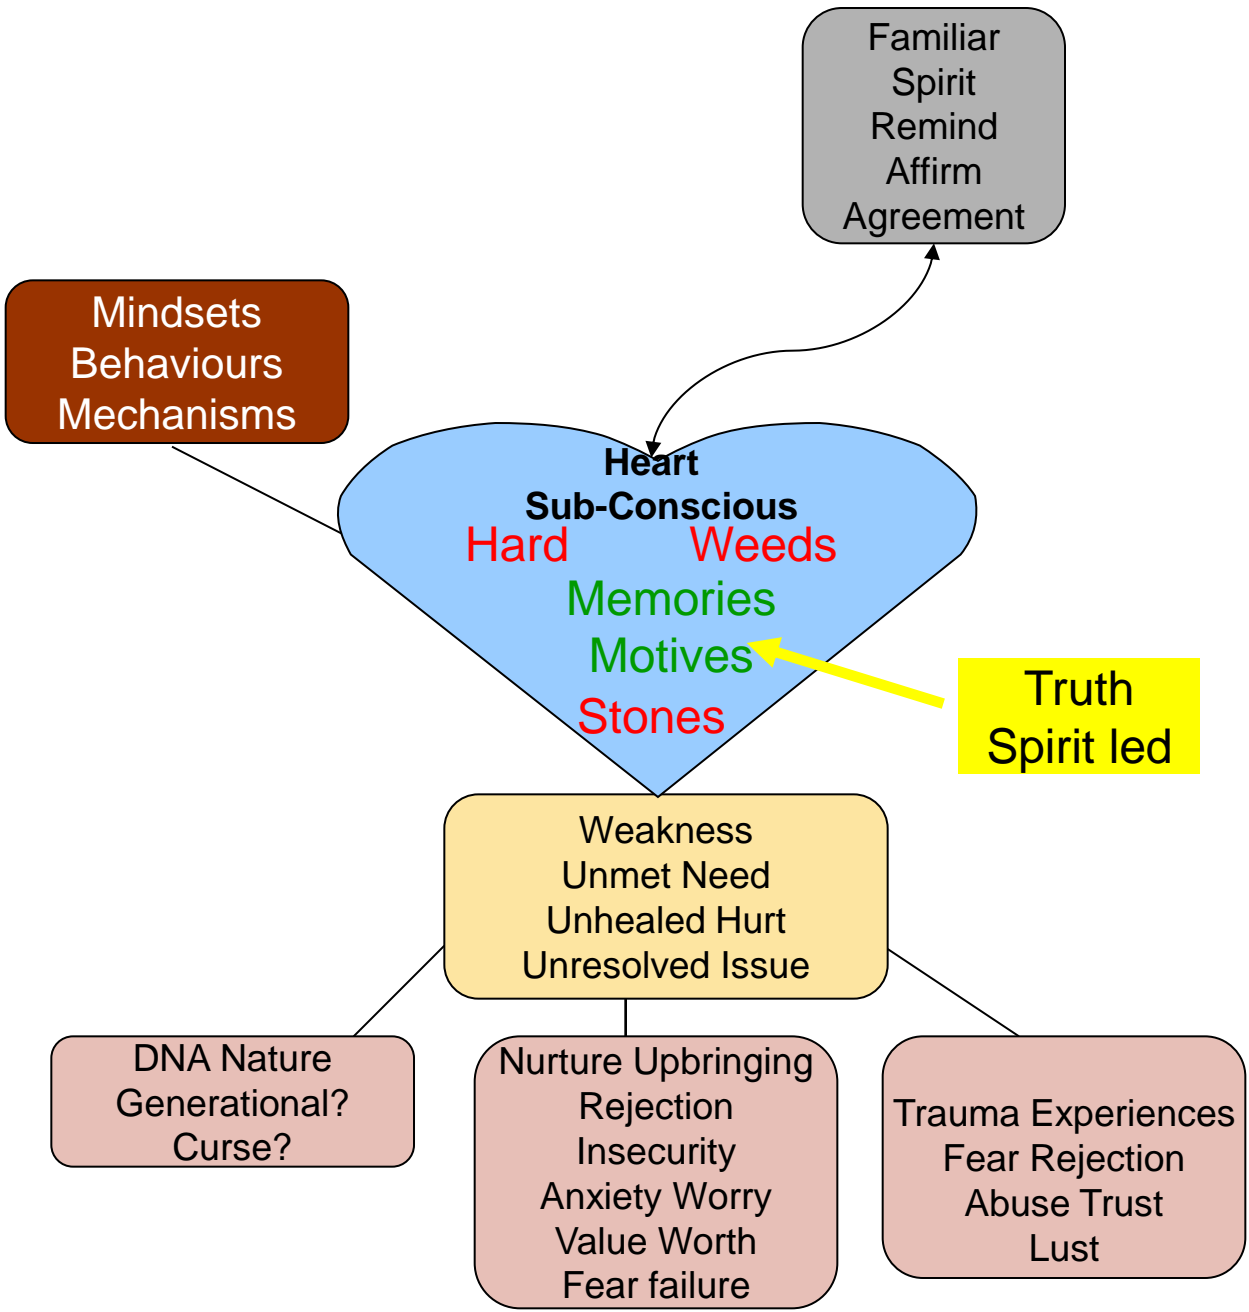 Familiar
Spirit
Remind
Affirm
Agreement
Mindsets
Behaviours
Mechanisms
Heart
Sub-Conscious
Hard Weeds
Memories
Motives
Stones
Truth
Spirit led
Weakness
Unmet Need
Unhealed Hurt
Unresolved Issue
DNA Nature
Generational?
Curse?
Nurture Upbringing
Rejection
Insecurity
Anxiety Worry
Value Worth
Fear failure
Trauma Experiences
Fear Rejection
Abuse Trust
Lust